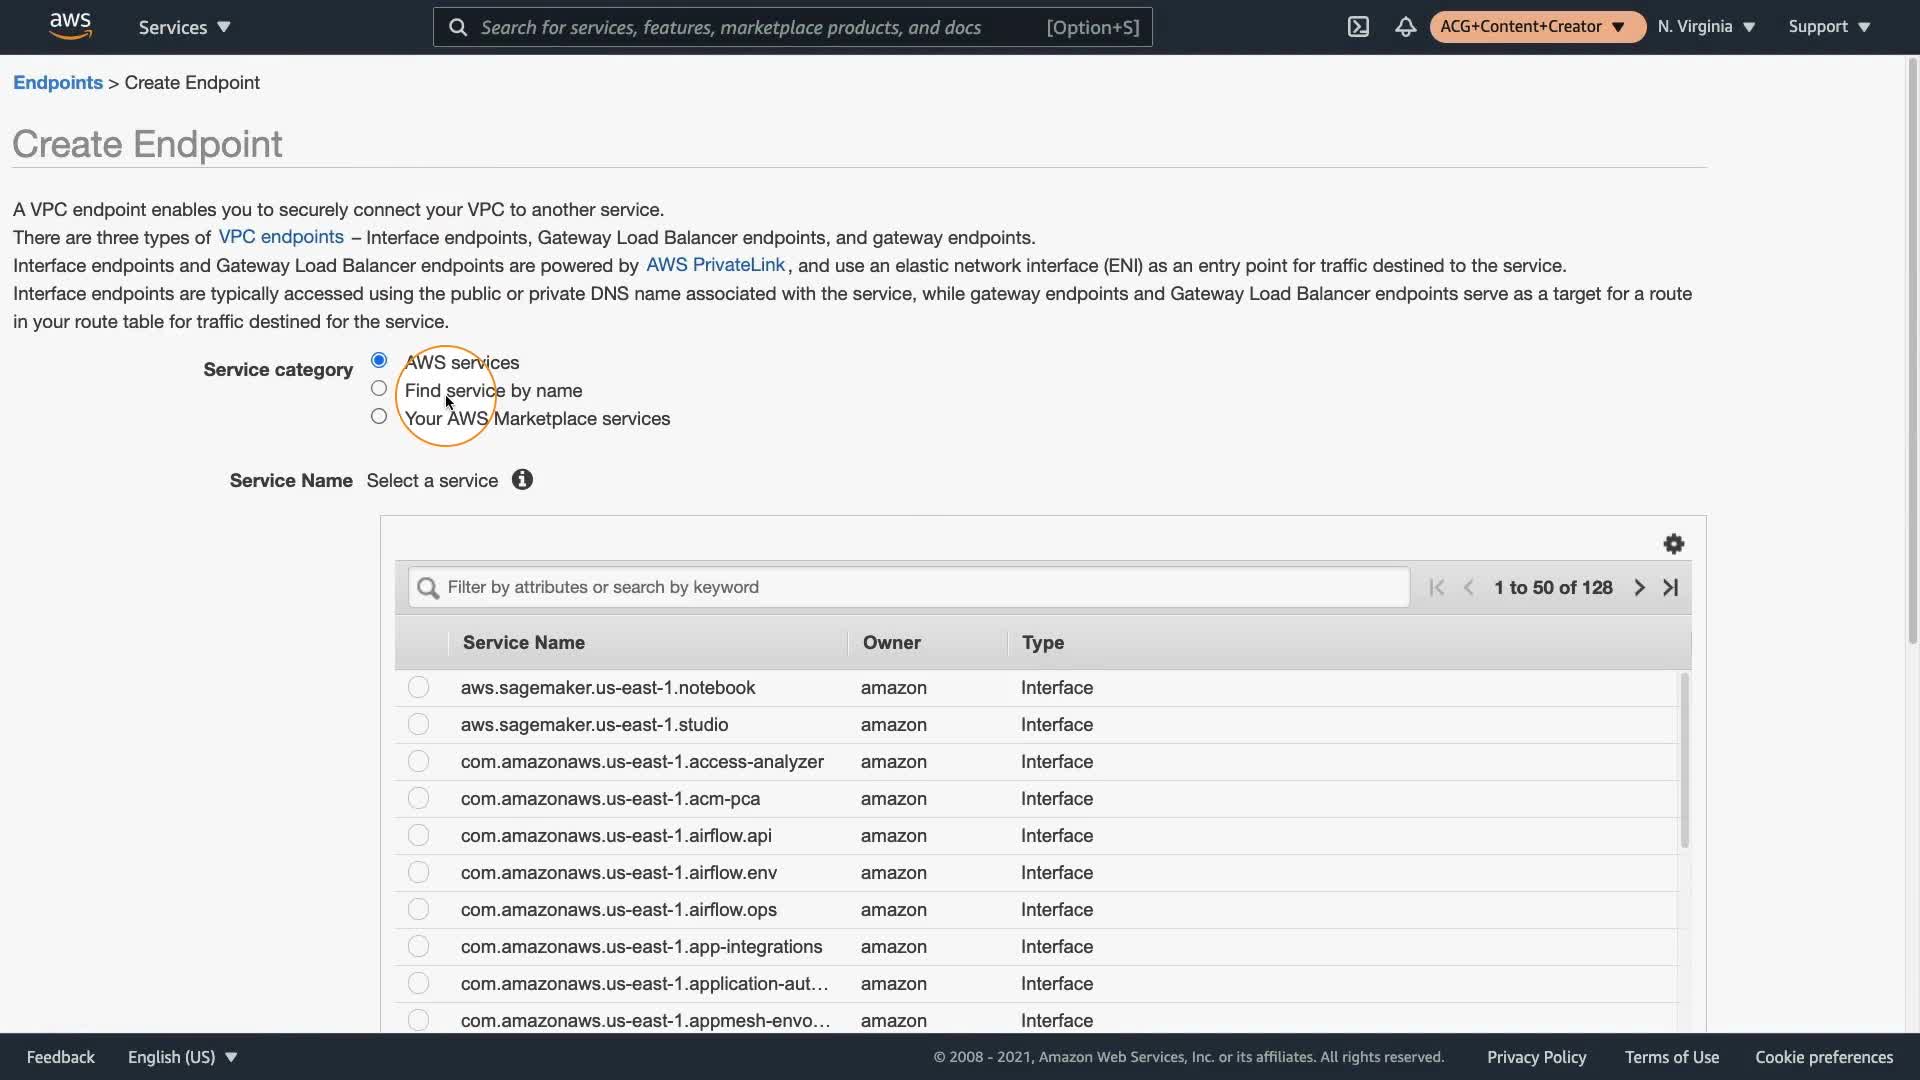 aws
Services
Search for services, features, marketplace products, and docs [Option+S]
ACG+Content+Creator
N. Virginia
Support
Endpoints > Create Endpoint
Create Endpoint
A VPC endpoint enables you to securely connect your VPC to another service.
There are three types of VPC endpoints – Interface endpoints, Gateway Load Balancer endpoints, and gateway endpoints.
Interface endpoints and Gateway Load Balancer endpoints are powered by AWS PrivateLink, and use an elastic network interface (ENI) as an entry point for traffic destined to the service.
Interface endpoints are typically accessed using the public or private DNS name associated with the service, while gateway endpoints and Gateway Load Balancer endpoints serve as a target for a route
in your route table for traffic destined for the service.
Service category
AWS services
Find service by name
Your AWS Marketplace services
Service Name Select a service
Filter by attributes or search by keyword
1 to 50 of 128
Service Name Owner Type
aws.sagemaker.us-east-1.notebook amazon Interface
aws.sagemaker.us-east-1.studio amazon Interface
com.amazonaws.us-east-1.access-analyzer amazon Interface
com.amazonaws.us-east-1.acm-pca amazon Interface
com.amazonaws.us-east-1.airflow.api amazon Interface
com.amazonaws.us-east-1.airflow.env amazon Interface
com.amazonaws.us-east-1.airflow.ops amazon Interface
com.amazonaws.us-east-1.app-integrations amazon Interface
com.amazonaws.us-east-1.application-aut... amazon Interface
com.amazonaws.us-east-1.appmesh-envo... amazon Interface
Feedback
English (US)
© 2008 - 2021, Amazon Web Services, Inc. or its affiliates. All rights reserved.
Privacy Policy
Terms of Use
Cookie preferences